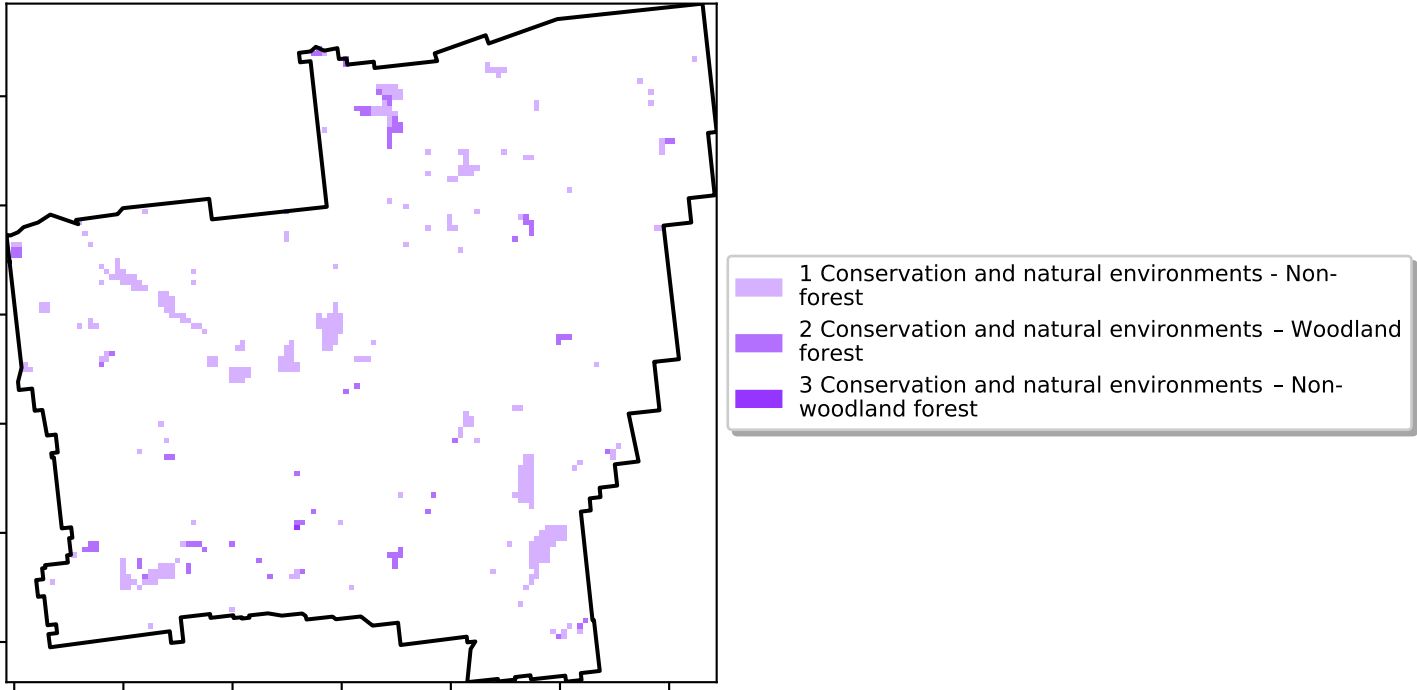 1 Conservation and natural environments - Non-
forest
2 Conservation and natural environments – Woodland
forest
3 Conservation and natural environments – Non-
woodland forest